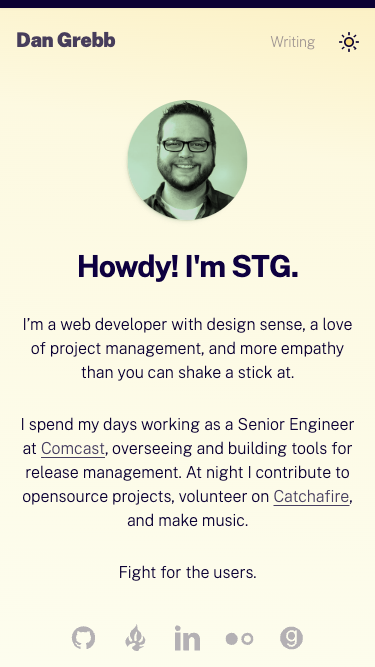 Dan Grebb
Writing
Howdy! I'm STG.
I’m a web developer with design sense, a love
of project management, and more empathy
than you can shake a stick at.
I spend my days working as a Senior Engineer
at Comcast, overseeing and building tools for
release management. At night I contribute to
opensource projects, volunteer on Catchafire,
and make music.
Fight for the users.